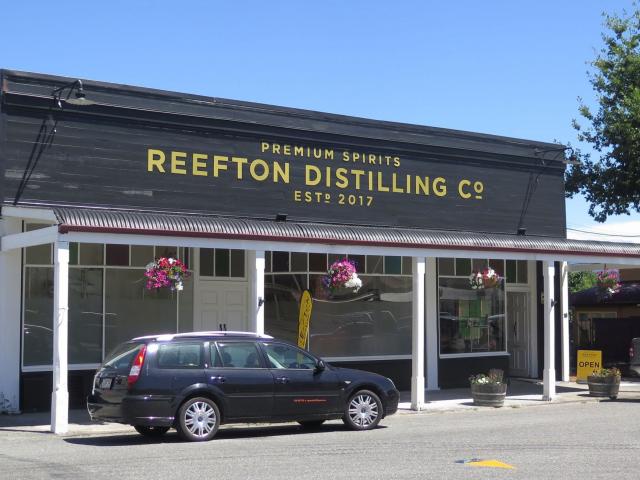 PREMIUM SPIRITS
REEFTON DISTILLING Cº
ESTD 2017
OPEN